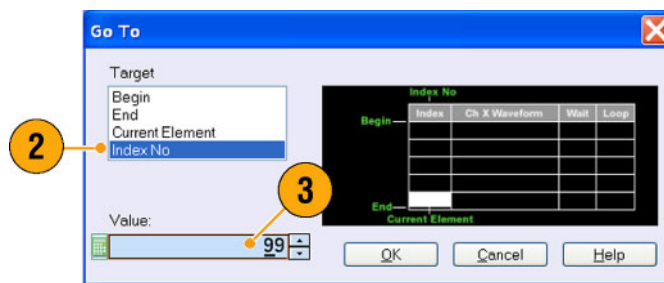 Go To
Target
Begin
End
Current Element
Index No
2
Value:
99
3
Index No
Begin
Index Ch X Waveform Wait Loop
End
Current Element
OK Cancel Help